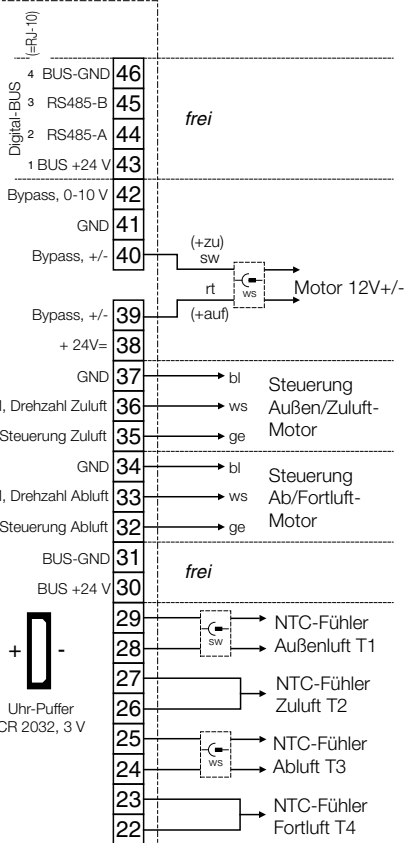 (=RJ-10)
Digital-BUS
4 BUS-GND 46
3 RS485-B 45
frei
2 RS485-A 44
1 BUS +24 V 43
Bypass, 0-10 V 42
GND 41
(+zu)
Bypass, +/- 40 sw
ws
Motor 12V+/-
rt
Bypass, +/- 39 (+auf)
+ 24V= 38
GND 37 bl
, Drehzahl Zuluft 36 ws
Steuerung Zuluft 35 ge
Steuerung
Außen/Zuluft-
Motor
GND 34 bl
, Drehzahl Abluft 33 ws
Steuerung Abluft 32 ge
Steuerung
Ab/Fortluft-
Motor
BUS-GND 31
frei
BUS +24 V 30
29 NTC-Fühler
sw
28 Außenluft T1
+ -
27 NTC-Fühler
26 Zuluft T2
Uhr-Puffer
CR 2032, 3 V
25 NTC-Fühler
ws
24 Abluft T3
23 NTC-Fühler
22 Fortluft T4